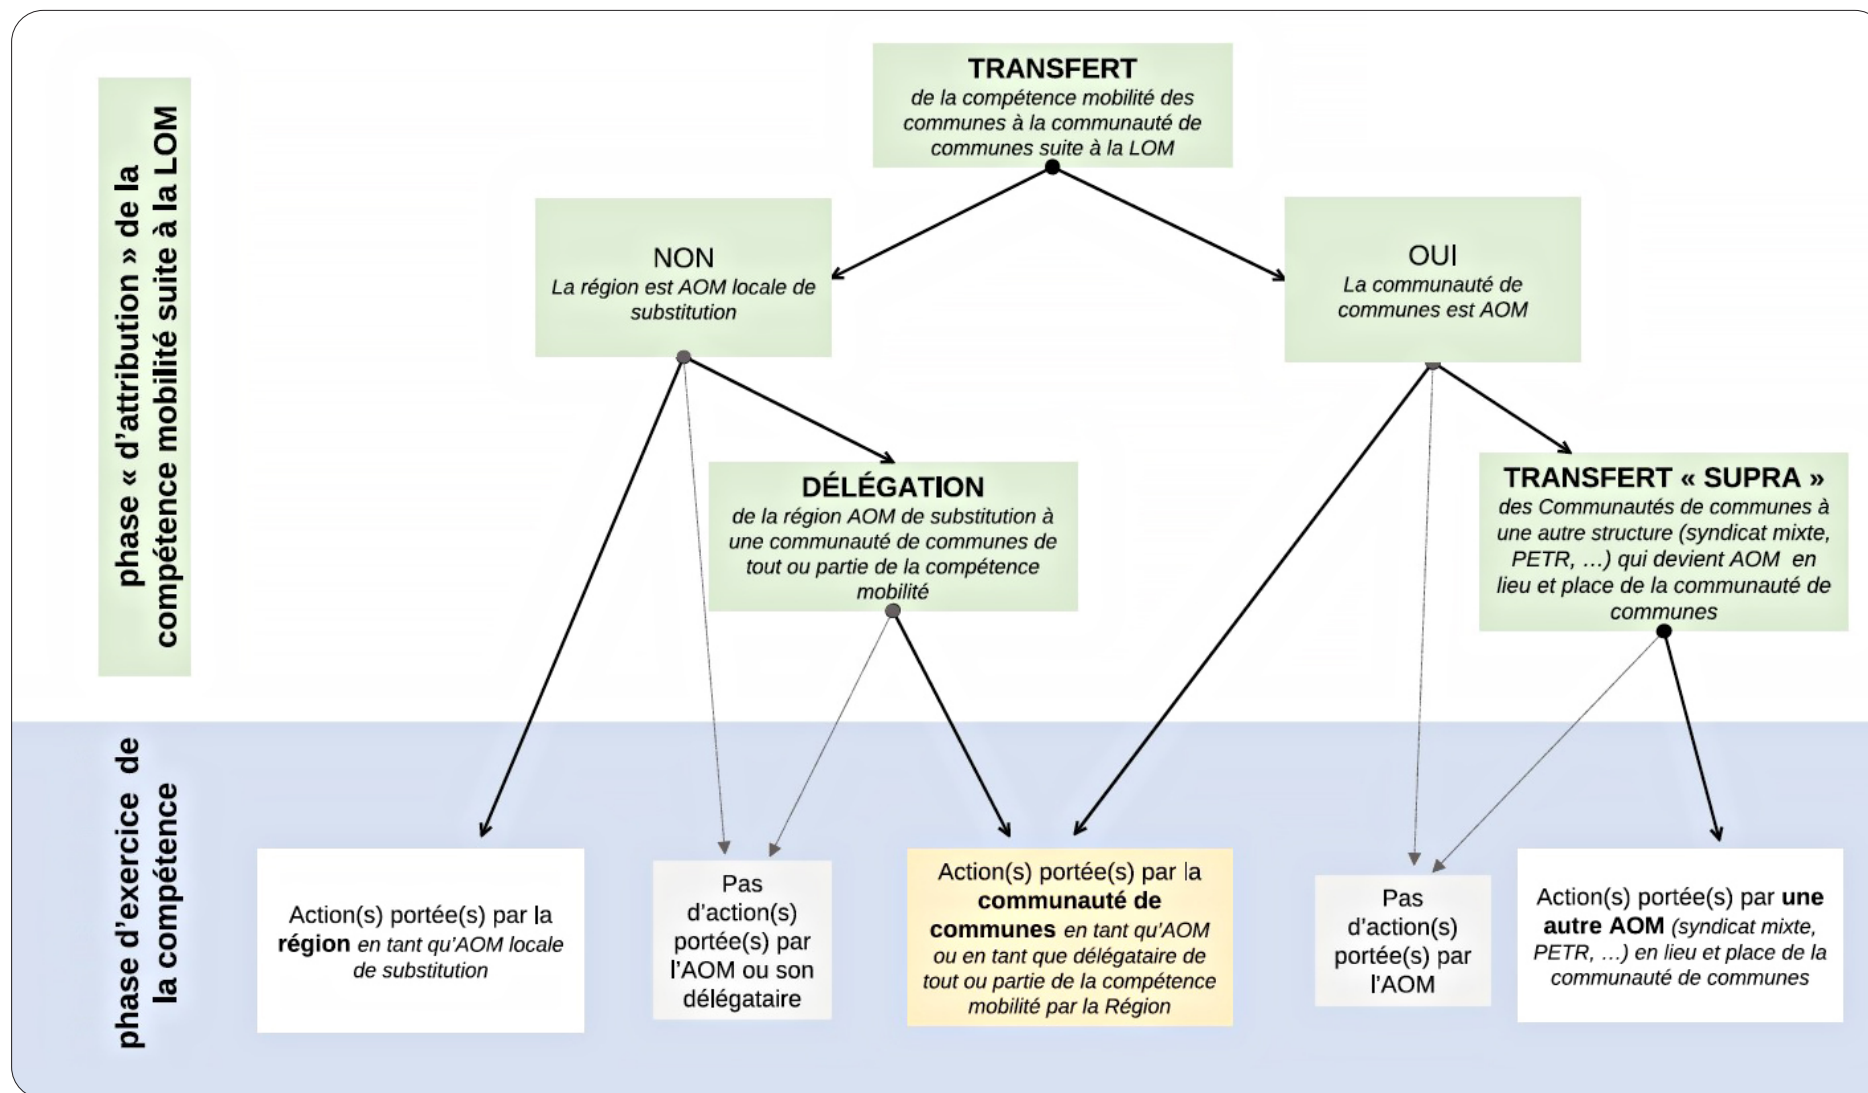 phase « d’attribution » de la
compétence mobilité suite à la LOM
TRANSFERT
de la compétence mobilité des
communes à la communauté de
communes suite à la LOM
NON
La région est AOM locale de
substitution
OUI
La communauté de
communes est AOM
DÉLÉGATION
de la région AOM de substitution à
une communauté de communes de
tout ou partie de la compétence
mobilité
TRANSFERT « SUPRA »
des Communautés de communes à
une autre structure (syndicat mixte,
PETR, …) qui devient AOM en
lieu et place de la communauté de
communes
phase d’exercice de
la compétence
Action(s) portée(s) par la
région en tant qu’AOM locale
de substitution
Pas
d’action(s)
portée(s) par
l’AOM ou son
délégataire
Action(s) portée(s) par la
communauté de
communes en tant qu’AOM
ou en tant que délégataire de
tout ou partie de la compétence
mobilité par la Région
Pas
d’action(s)
portée(s) par
l’AOM
Action(s) portée(s) par une
autre AOM (syndicat mixte,
PETR, …) en lieu et place de la
communauté de communes